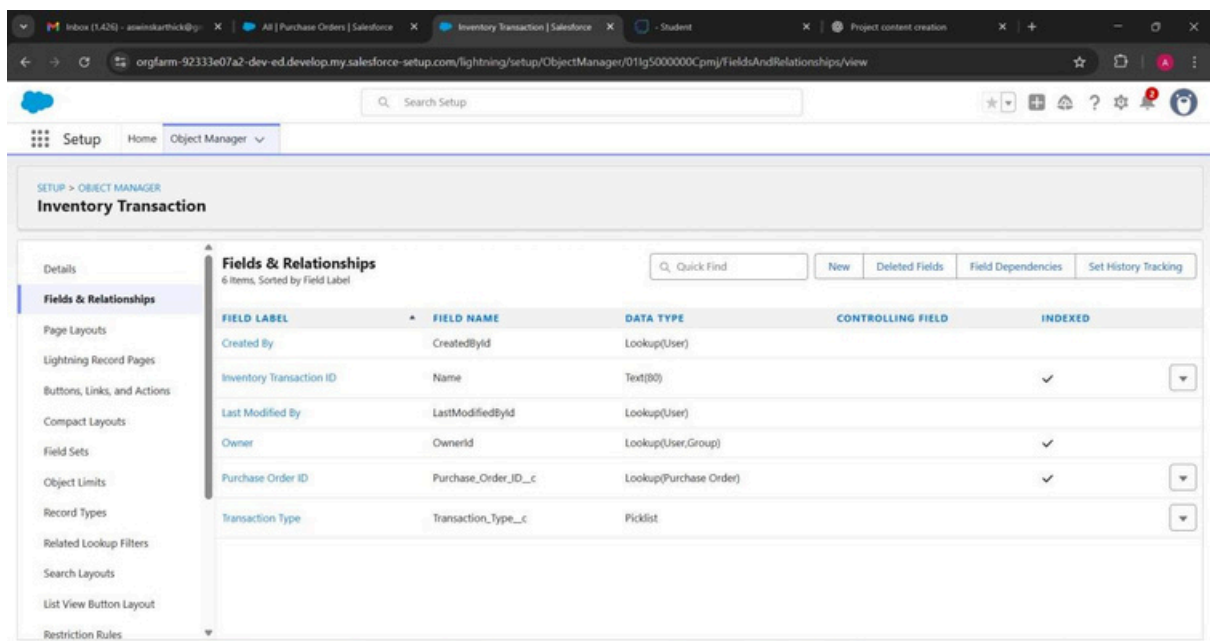 Inbox (1,426) - aswinskarthick@g
All | Purchase Orders | Salesforce
Inventory Transaction | Salesforce
- Student
Project content creation
orgfarm-92333e07a2-dev-ed.develop.my.salesforce-setup.com/lightning/setup/ObjectManager/01Ig5000000Cpmj/FieldsAndRelationships/view
A
Search Setup
2
Setup Home Object Manager
SETUP > OBJECT MANAGER
Inventory Transaction
Details
Fields & Relationships
Page Layouts
Lightning Record Pages
Buttons, Links, and Actions
Compact Layouts
Field Sets
Object Limits
Record Types
Related Lookup Filters
Search Layouts
List View Button Layout
Restriction Rules
Fields & Relationships
6 Items, Sorted by Field Label
Quick Find New Deleted Fields Field Dependencies Set History Tracking
FIELD LABEL FIELD NAME DATA TYPE CONTROLLING FIELD INDEXED
Created By CreatedById Lookup(User)
Inventory Transaction ID Name Text(80)
Last Modified By LastModifiedById Lookup(User)
Owner OwnerId Lookup(User,Group)
Purchase Order ID Purchase_Order_ID__c Lookup(Purchase Order)
Transaction Type Transaction_Type__c Picklist